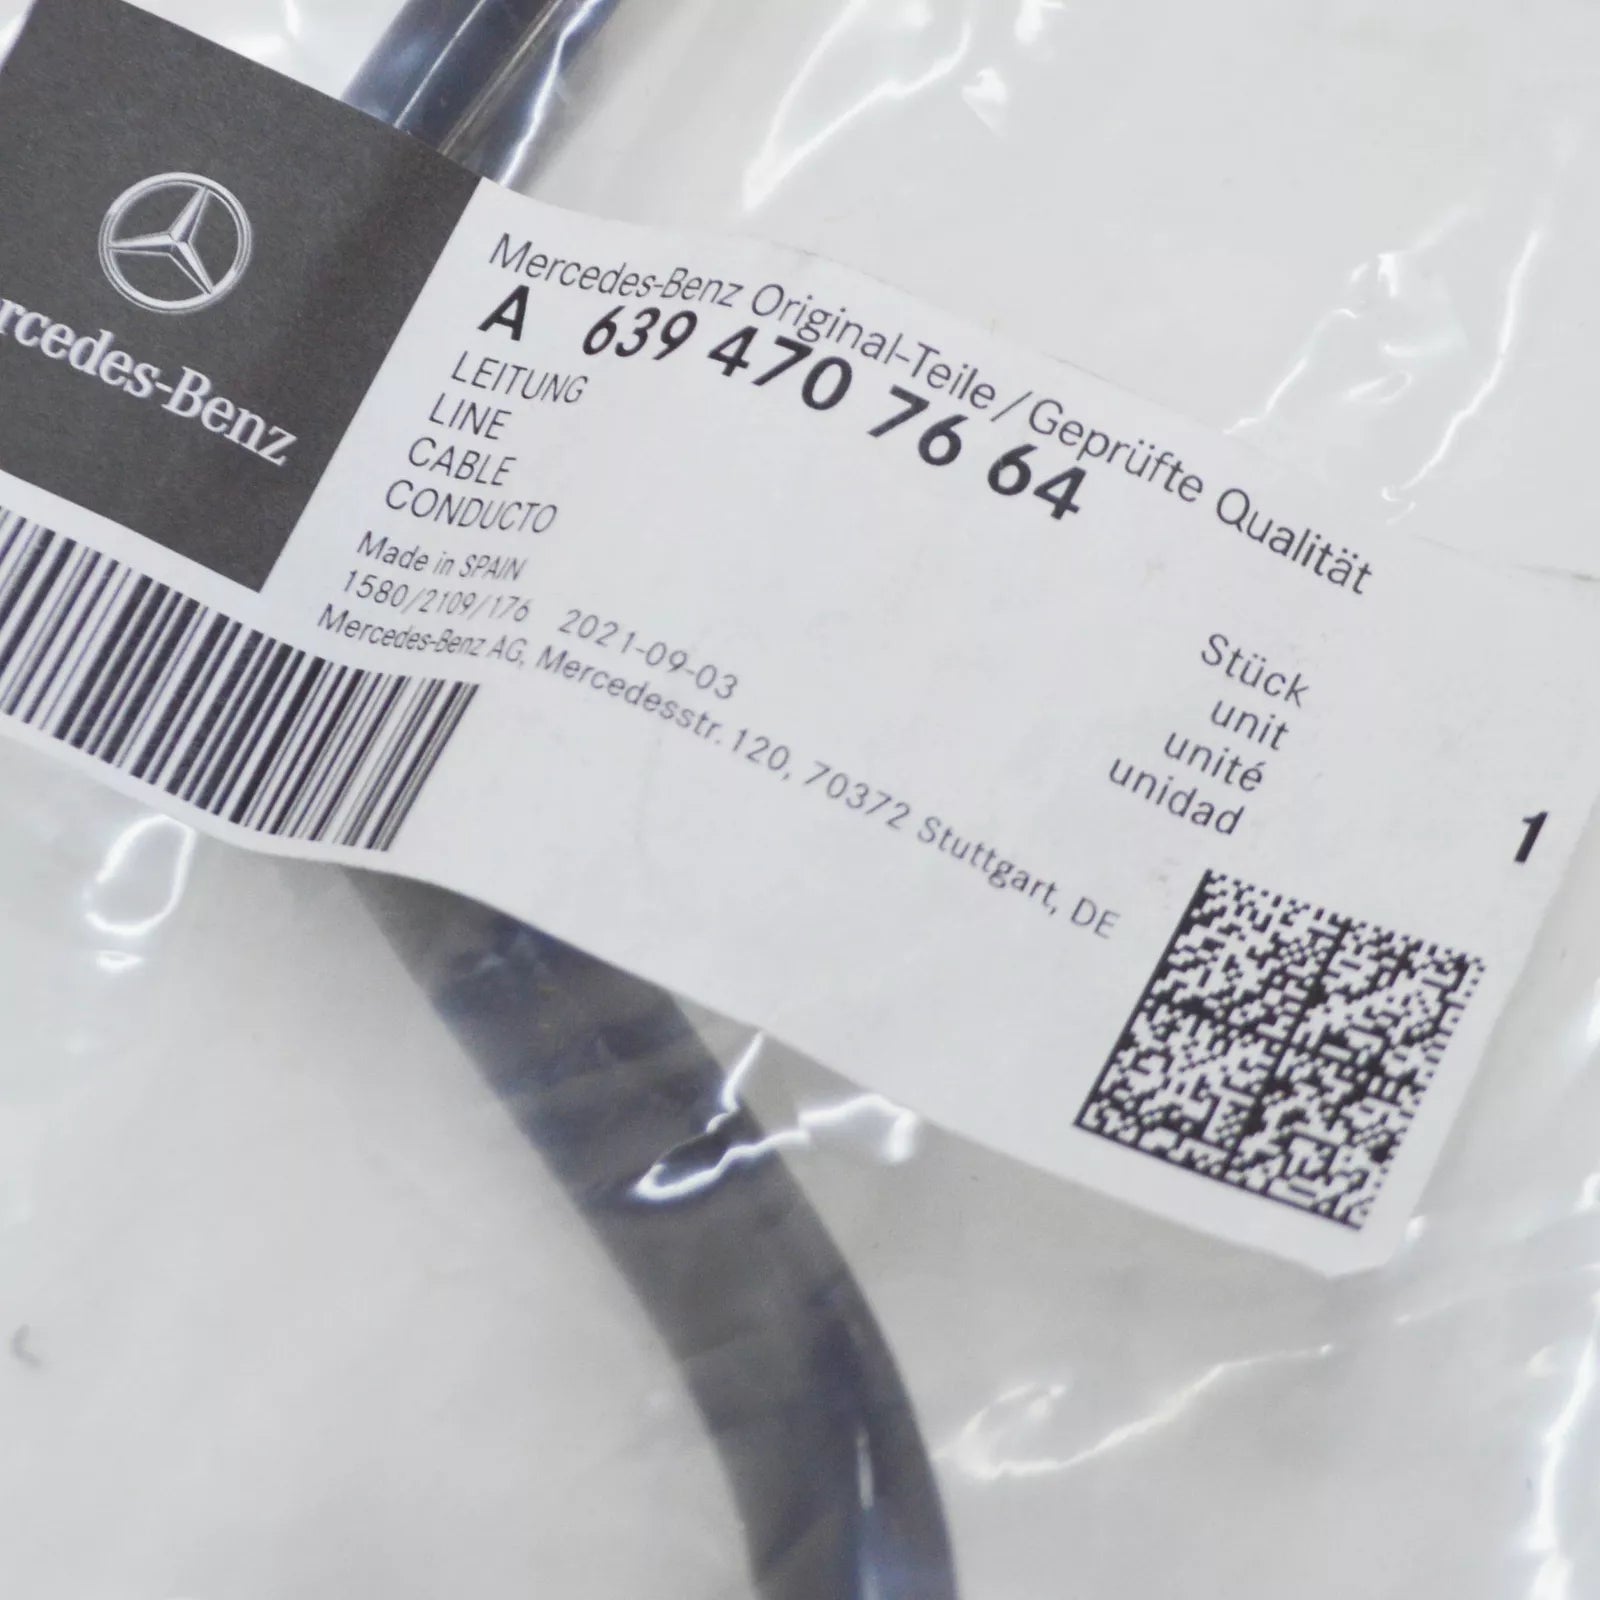 Mercedes-Benz
Mercedes-Benz Original-Teile / Geprüfte Qualität
A 639 470 76 64
LEITUNG
LINE
CABLE
CONDUCTO
Made in SPAIN
1580/2109/176 2021-09-03
Mercedes-Benz AG, Mercedesstr. 120, 70372 Stuttgart, DE
Stück
unit
unité
unidad
1